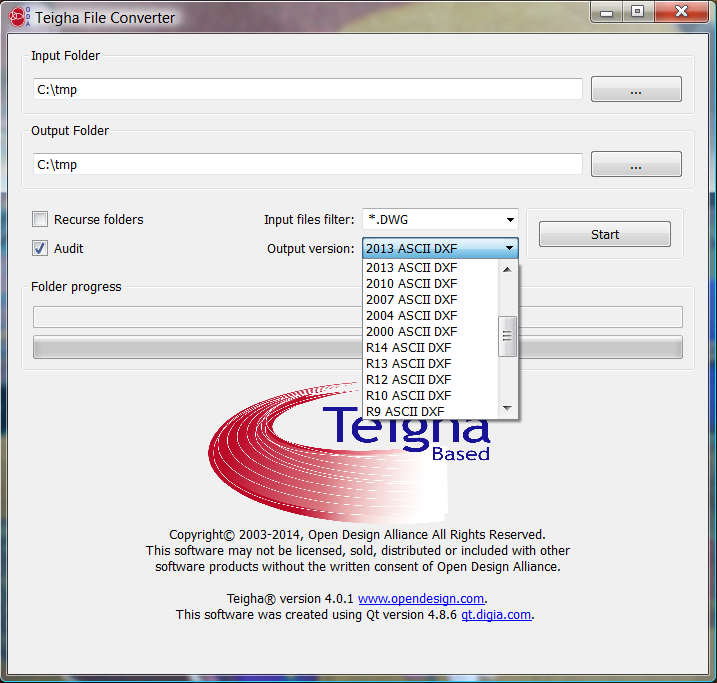 ODA
Teigha File Converter
Input Folder
C:\tmp
...
Output Folder
C:\tmp
...
Recurse folders
Input files filter:
*.DWG
Audit
Output version:
2013 ASCII DXF
Start
2013 ASCII DXF
2010 ASCII DXF
2007 ASCII DXF
2004 ASCII DXF
2000 ASCII DXF
R14 ASCII DXF
R13 ASCII DXF
R12 ASCII DXF
R10 ASCII DXF
R9 ASCII DXF
Folder progress
Teigha
Based
Copyright© 2003-2014, Open Design Alliance All Rights Reserved.
This software may not be licensed, sold, distributed or included with other
software products without the written consent of Open Design Alliance.
Teigha® version 4.0.1 www.opendesign.com.
This software was created using Qt version 4.8.6 qt.digia.com.